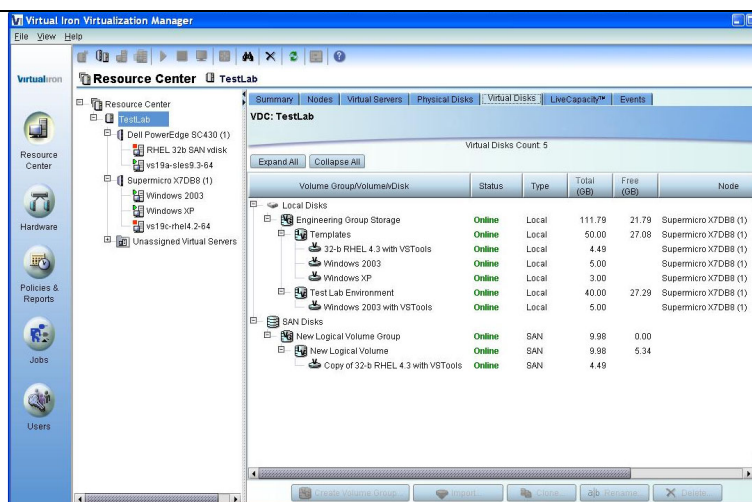 Virtual Iron Virtualization Manager
File View Help
Virtualiron
Resource Center TestLab
Resource Center
Hardware
Policies & Reports
Jobs
Users
Resource Center
TestLab
Dell PowerEdge SC430 (1)
RHEL 32b SAN vdisk
vs19a-sles9.3-64
Supermicro X7DB8 (1)
Windows 2003
Windows XP
vs19c-rhel4.2-64
Unassigned Virtual Servers
Summary Nodes Virtual Servers Physical Disks Virtual Disks LiveCapacity™ Events
VDC: TestLab
Virtual Disks Count: 5
Expand All Collapse All
Volume Group/Volume/vDisk Status Type Total (GB) Free (GB) Node
Local Disks
Engineering Group Storage Online Local 111.79 21.79 Supermicro X7DB8 (1)
Templates Online Local 50.00 27.08 Supermicro X7DB8 (1)
32-b RHEL 4.3 with VSTools Online Local 4.49 Supermicro X7DB8 (1)
Windows 2003 Online Local 5.00 Supermicro X7DB8 (1)
Windows XP Online Local 3.00 Supermicro X7DB8 (1)
Test Lab Environment Online Local 40.00 27.29 Supermicro X7DB8 (1)
Windows 2003 with VSTools Online Local 5.00 Supermicro X7DB8 (1)
SAN Disks
New Logical Volume Group Online SAN 9.98 0.00
New Logical Volume Online SAN 9.98 5.34
Copy of 32-b RHEL 4.3 with VSTools Online SAN 4.49
Create Volume Group... Import... Clone... a|b Rename... Delete...